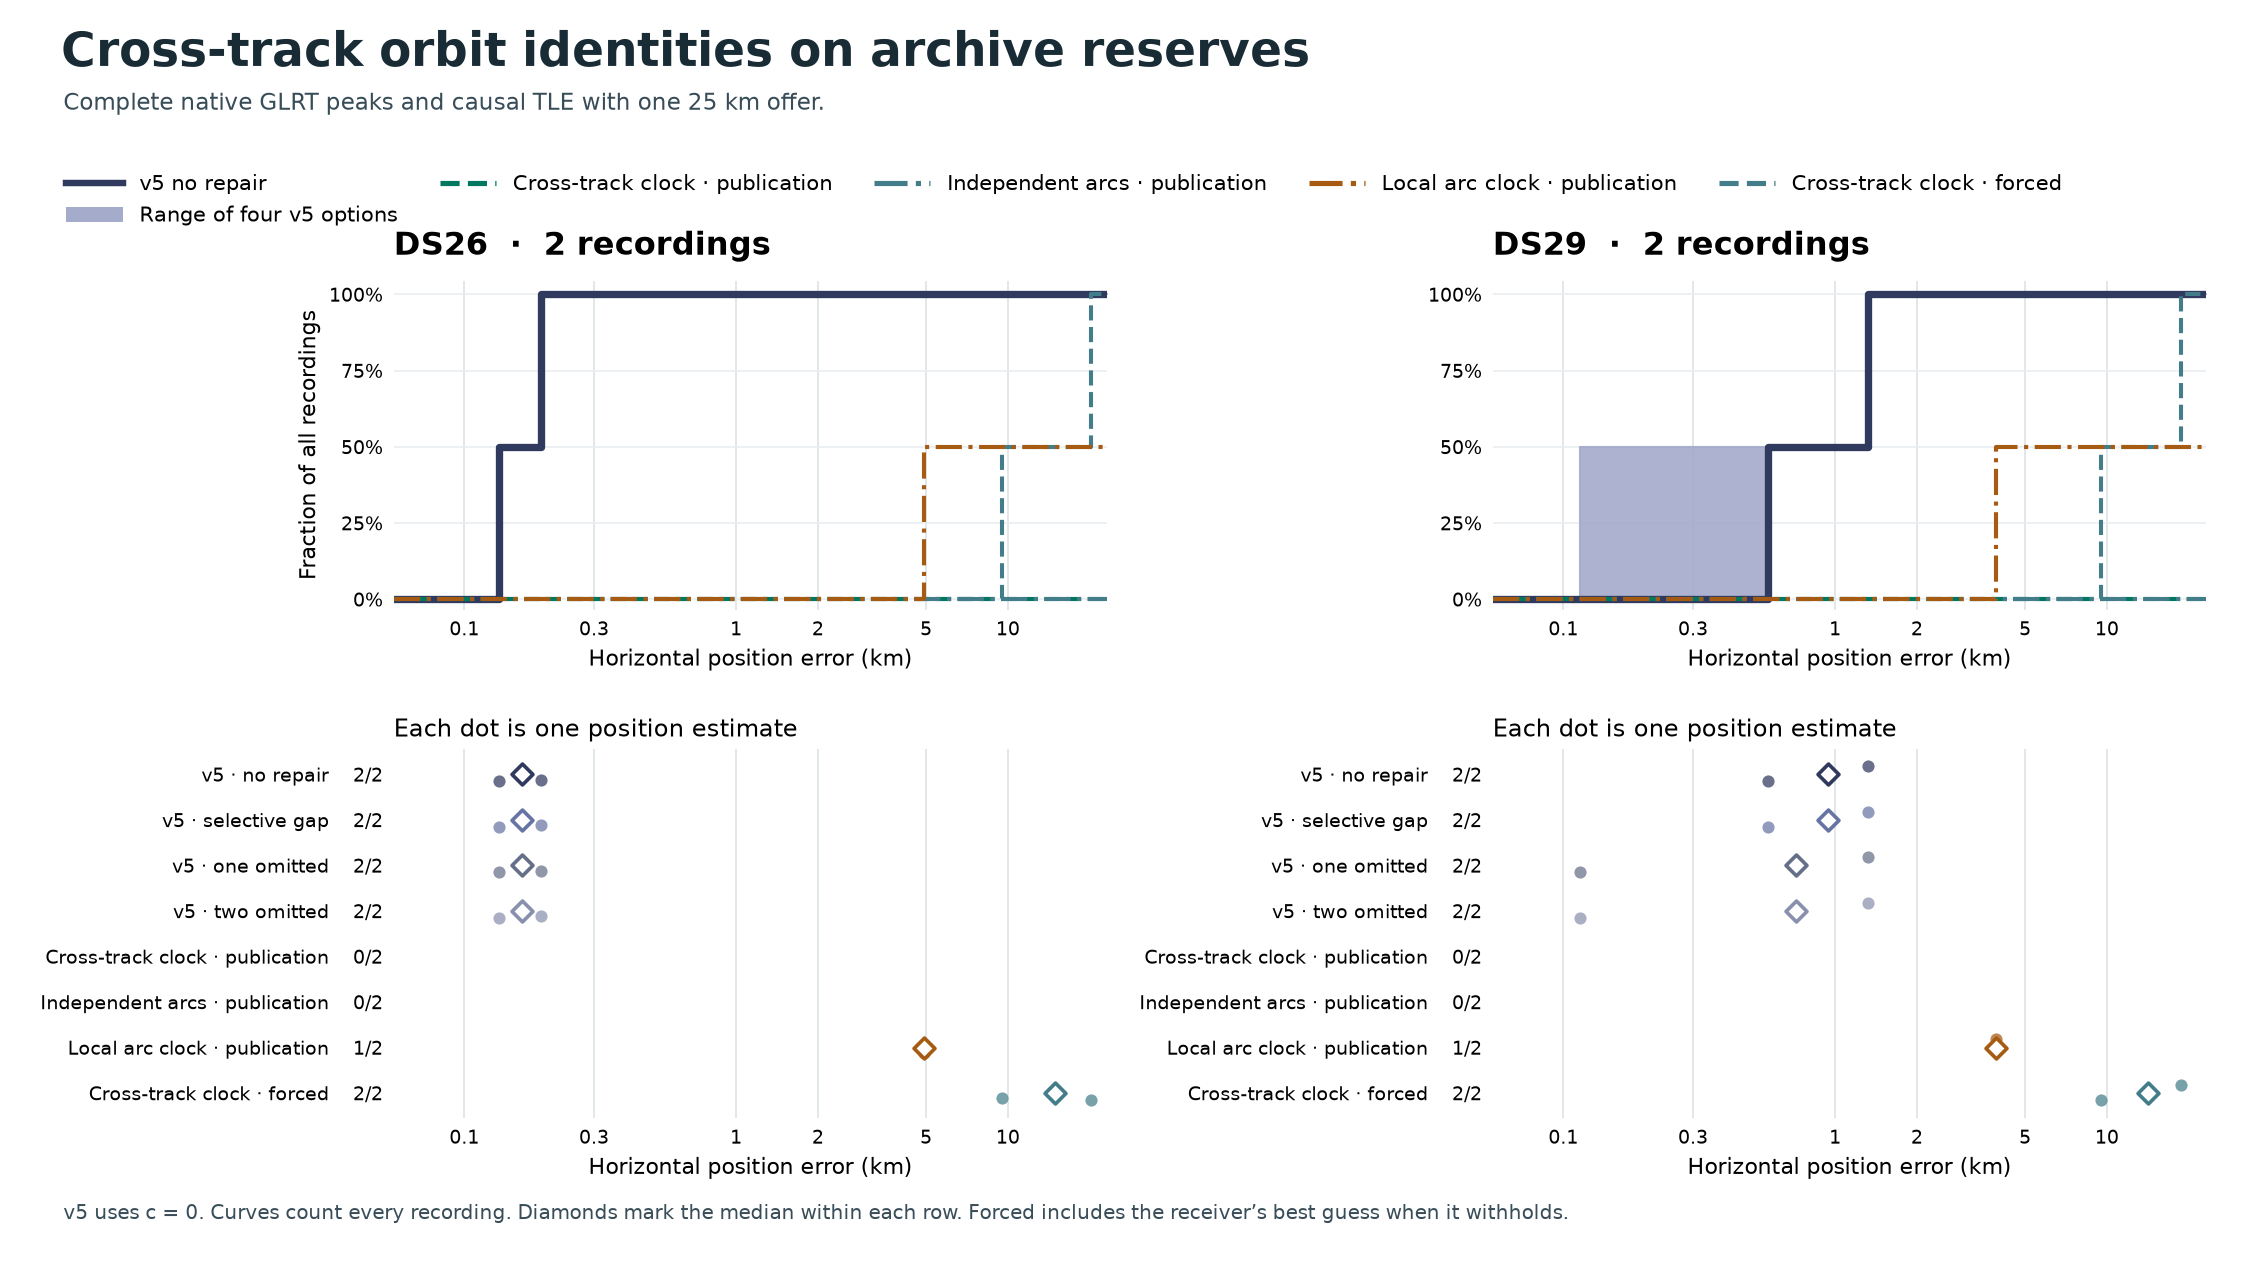 Cross-track orbit identities on archive reserves
Complete native GLRT peaks and causal TLE with one 25 km offer.
v5 no repair
Cross-track clock · publication
Independent arcs · publication
Local arc clock · publication
Cross-track clock · forced
Range of four v5 options
DS26 · 2 recordings
Fraction of all recordings
100%
75%
50%
25%
0%
0.1 0.3 1 2 5 10
Horizontal position error (km)
DS29 · 2 recordings
100%
75%
50%
25%
0%
0.1 0.3 1 2 5 10
Horizontal position error (km)
Each dot is one position estimate
v5 · no repair 2/2
v5 · selective gap 2/2
v5 · one omitted 2/2
v5 · two omitted 2/2
Cross-track clock · publication 0/2
Independent arcs · publication 0/2
Local arc clock · publication 1/2
Cross-track clock · forced 2/2
0.1 0.3 1 2 5 10
Horizontal position error (km)
Each dot is one position estimate
v5 · no repair 2/2
v5 · selective gap 2/2
v5 · one omitted 2/2
v5 · two omitted 2/2
Cross-track clock · publication 0/2
Independent arcs · publication 0/2
Local arc clock · publication 1/2
Cross-track clock · forced 2/2
0.1 0.3 1 2 5 10
Horizontal position error (km)
v5 uses c = 0. Curves count every recording. Diamonds mark the median within each row. Forced includes the receiver’s best guess when it withholds.